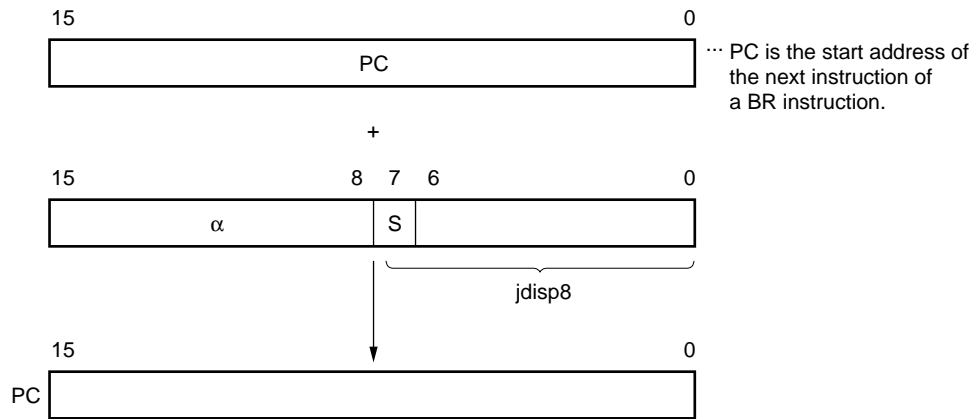 15 0
PC
... PC is the start address of
the next instruction of
a BR instruction.
+
15 8 7 6 0
α S
jdisp8
15 0
PC